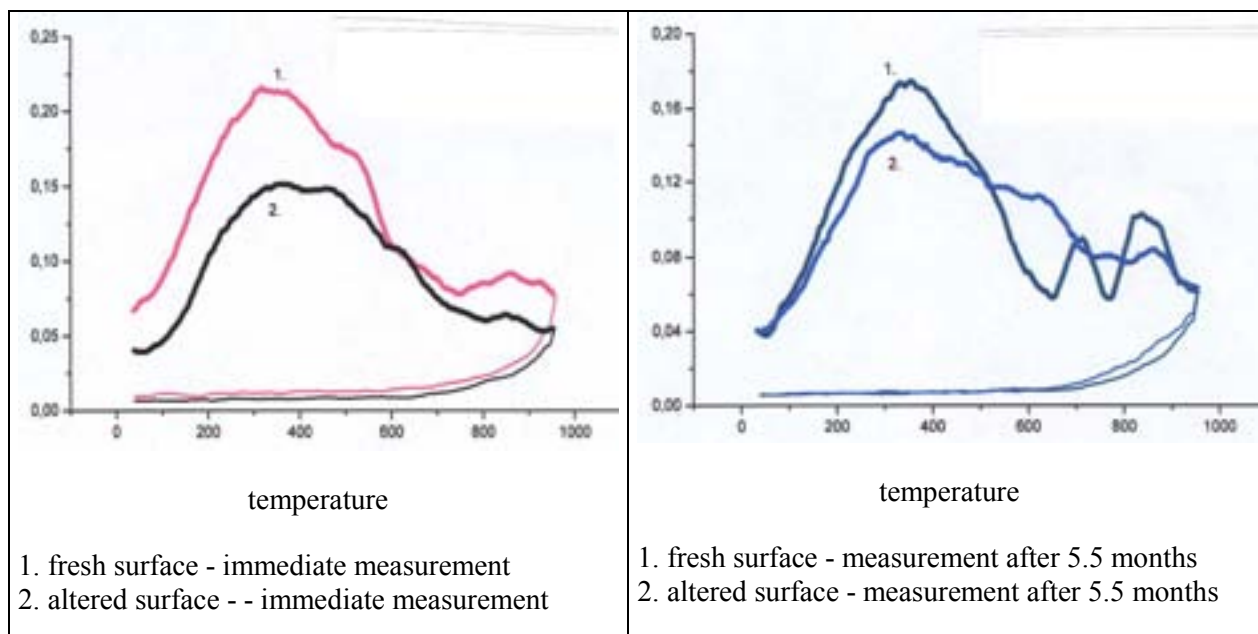 0,25
0,20
0,15
0,10
0,05
0,00
1.
2.
0 200 400 600 800 1000
temperature
1. fresh surface - immediate measurement
2. altered surface - - immediate measurement
0,20
0,16
0,12
0,08
0,04
0,00
1.
2.
0 200 400 600 800 1000
temperature
1. fresh surface - measurement after 5.5 months
2. altered surface - measurement after 5.5 months